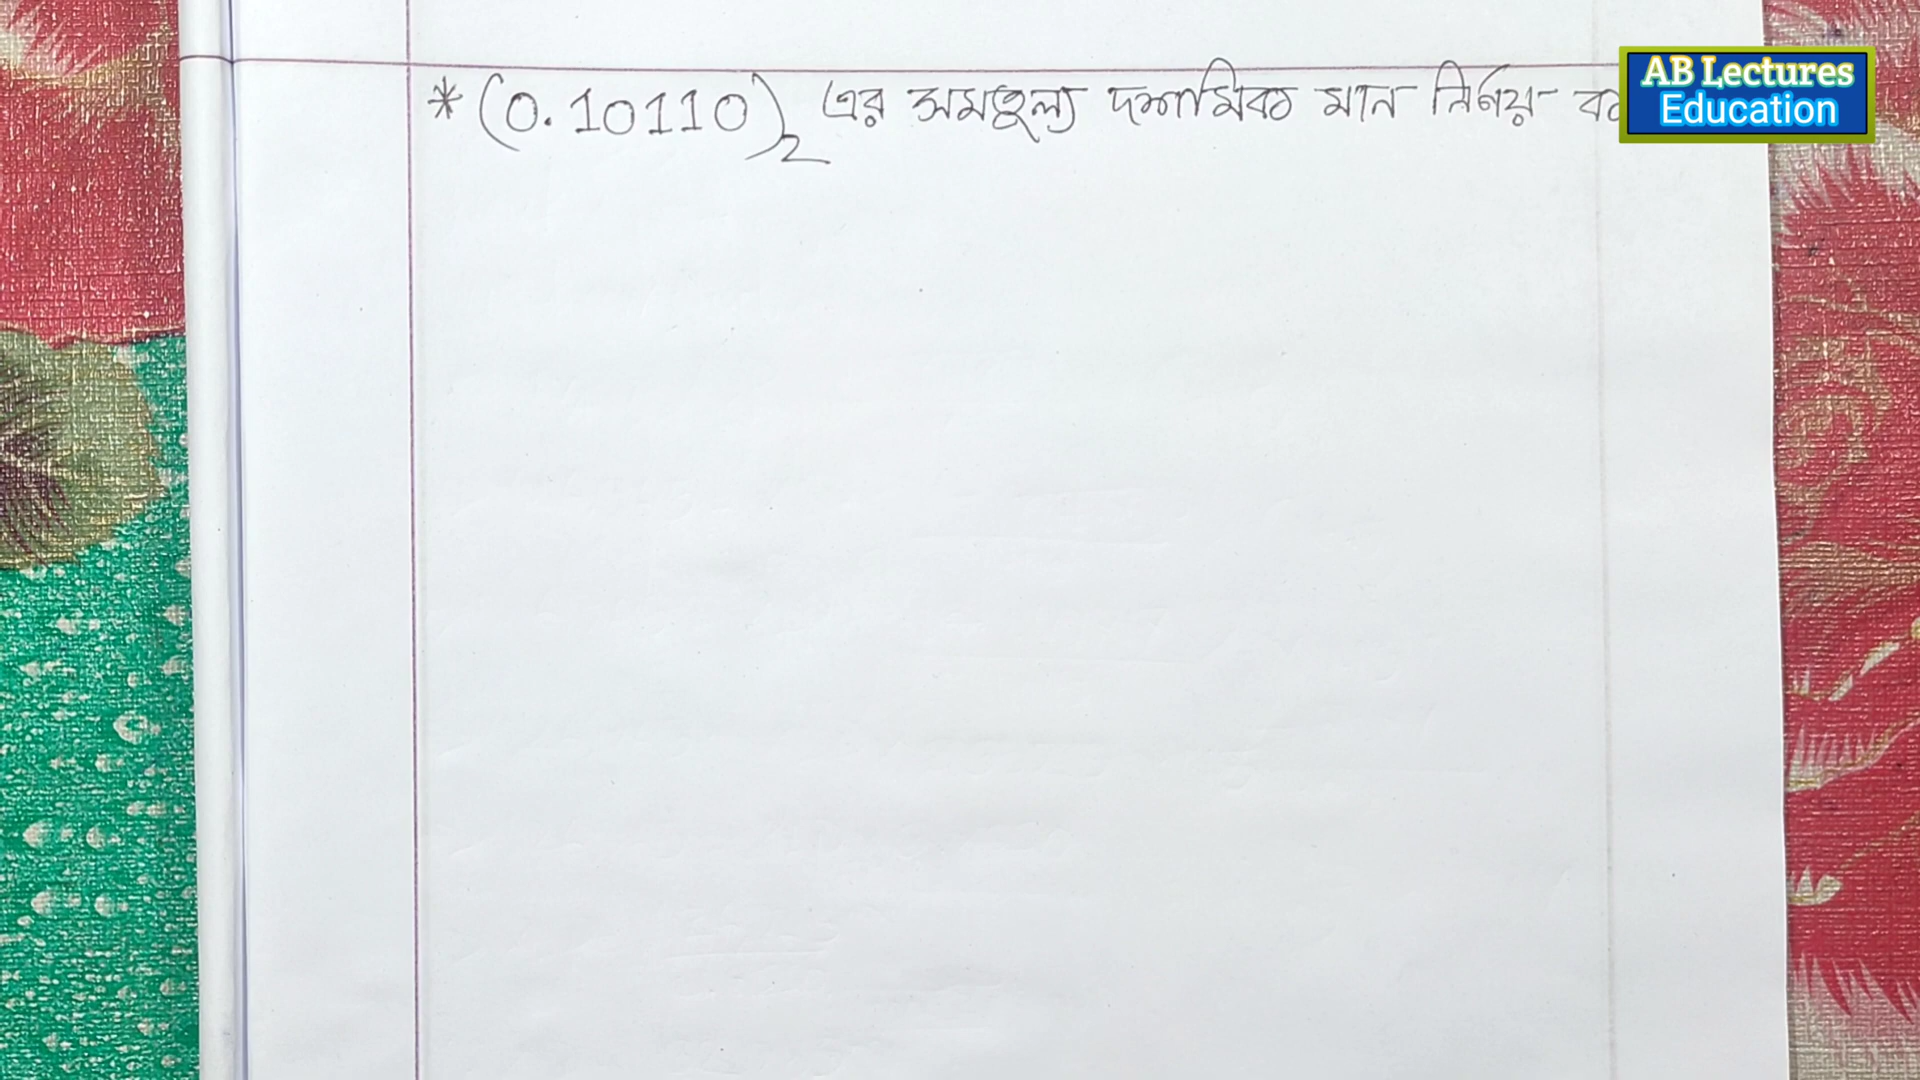 * (0.10110)₂ এর সমতুল্য দশমিক মান নির্ণয়
AB Lectures
Education